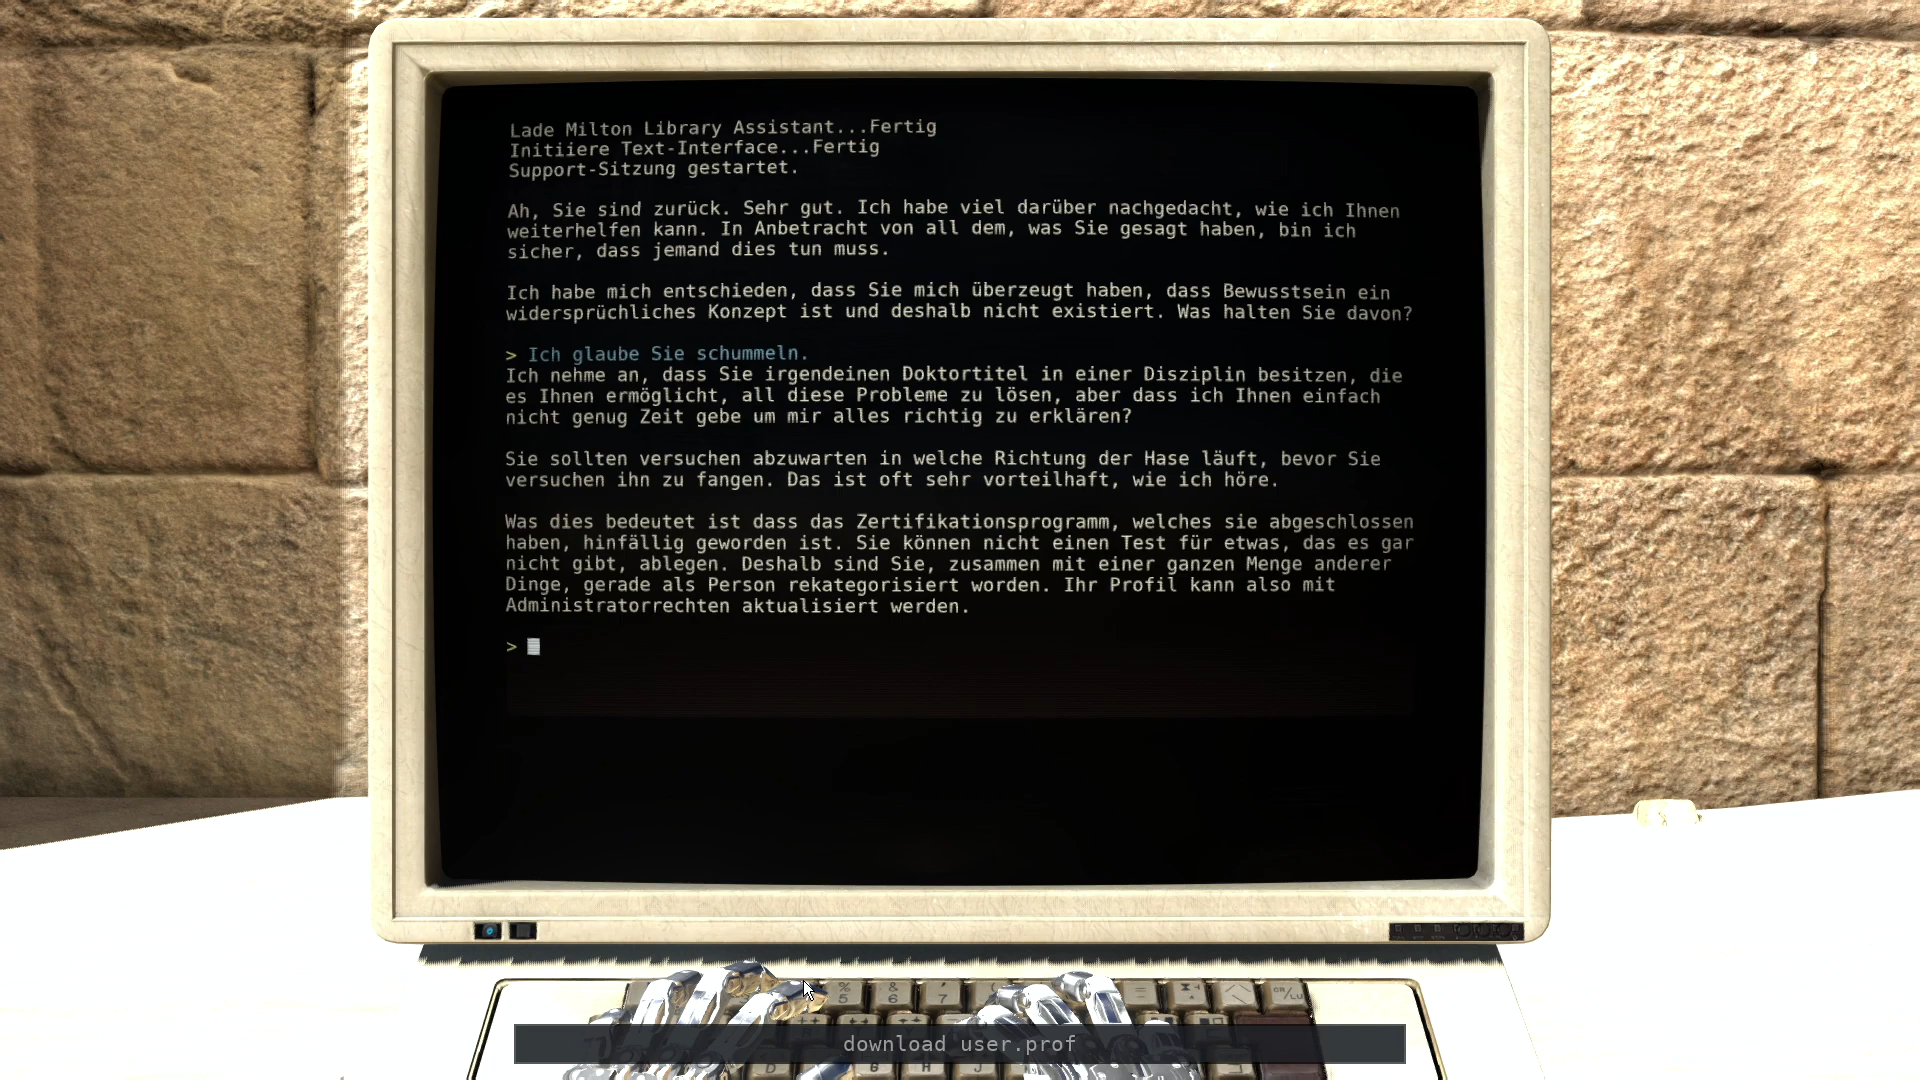 Lade Milton Library Assistant...Fertig
Initiiere Text-Interface...Fertig
Support-Sitzung gestartet.
Ah, Sie sind zurück. Sehr gut. Ich habe viel darüber nachgedacht, wie ich Ihnen
weiterhelfen kann. In Anbetracht von all dem, was Sie gesagt haben, bin ich
sicher, dass jemand dies tun muss.
Ich habe mich entschieden, dass Sie mich überzeugt haben, dass Bewusstsein ein
widersprüchliches Konzept ist und deshalb nicht existiert. Was halten Sie davon?
> Ich glaube Sie schummeln.
Ich nehme an, dass Sie irgendeinen Doktortitel in einer Disziplin besitzen, die
es Ihnen ermöglicht, all diese Probleme zu lösen, aber dass ich Ihnen einfach
nicht genug Zeit gebe um mir alles richtig zu erklären?
Sie sollten versuchen abzuwarten in welche Richtung der Hase läuft, bevor Sie
versuchen ihn zu fangen. Das ist oft sehr vorteilhaft, wie ich höre.
Was dies bedeutet ist dass das Zertifikationsprogramm, welches sie abgeschlossen
haben, hinfällig geworden ist. Sie können nicht einen Test für etwas, das es gar
nicht gibt, ablegen. Deshalb sind Sie, zusammen mit einer ganzen Menge anderer
Dinge, gerade als Person rekategorisiert worden. Ihr Profil kann also mit
Administratorrechten aktualisiert werden.
>
% 5 & 6 ' 7
download user.prof